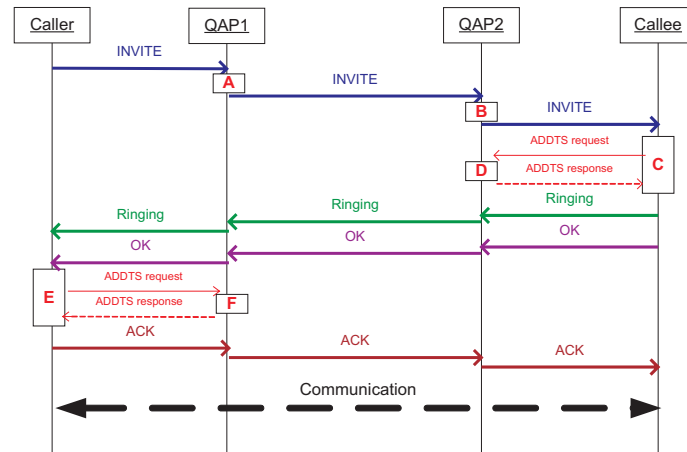 Caller
QAP1
QAP2
Callee
INVITE
A
INVITE
B
INVITE
ADDTS request
C
D
ADDTS response
Ringing
Ringing
Ringing
OK
OK
OK
E
ADDTS request
ADDTS response
F
ACK
ACK
ACK
Communication